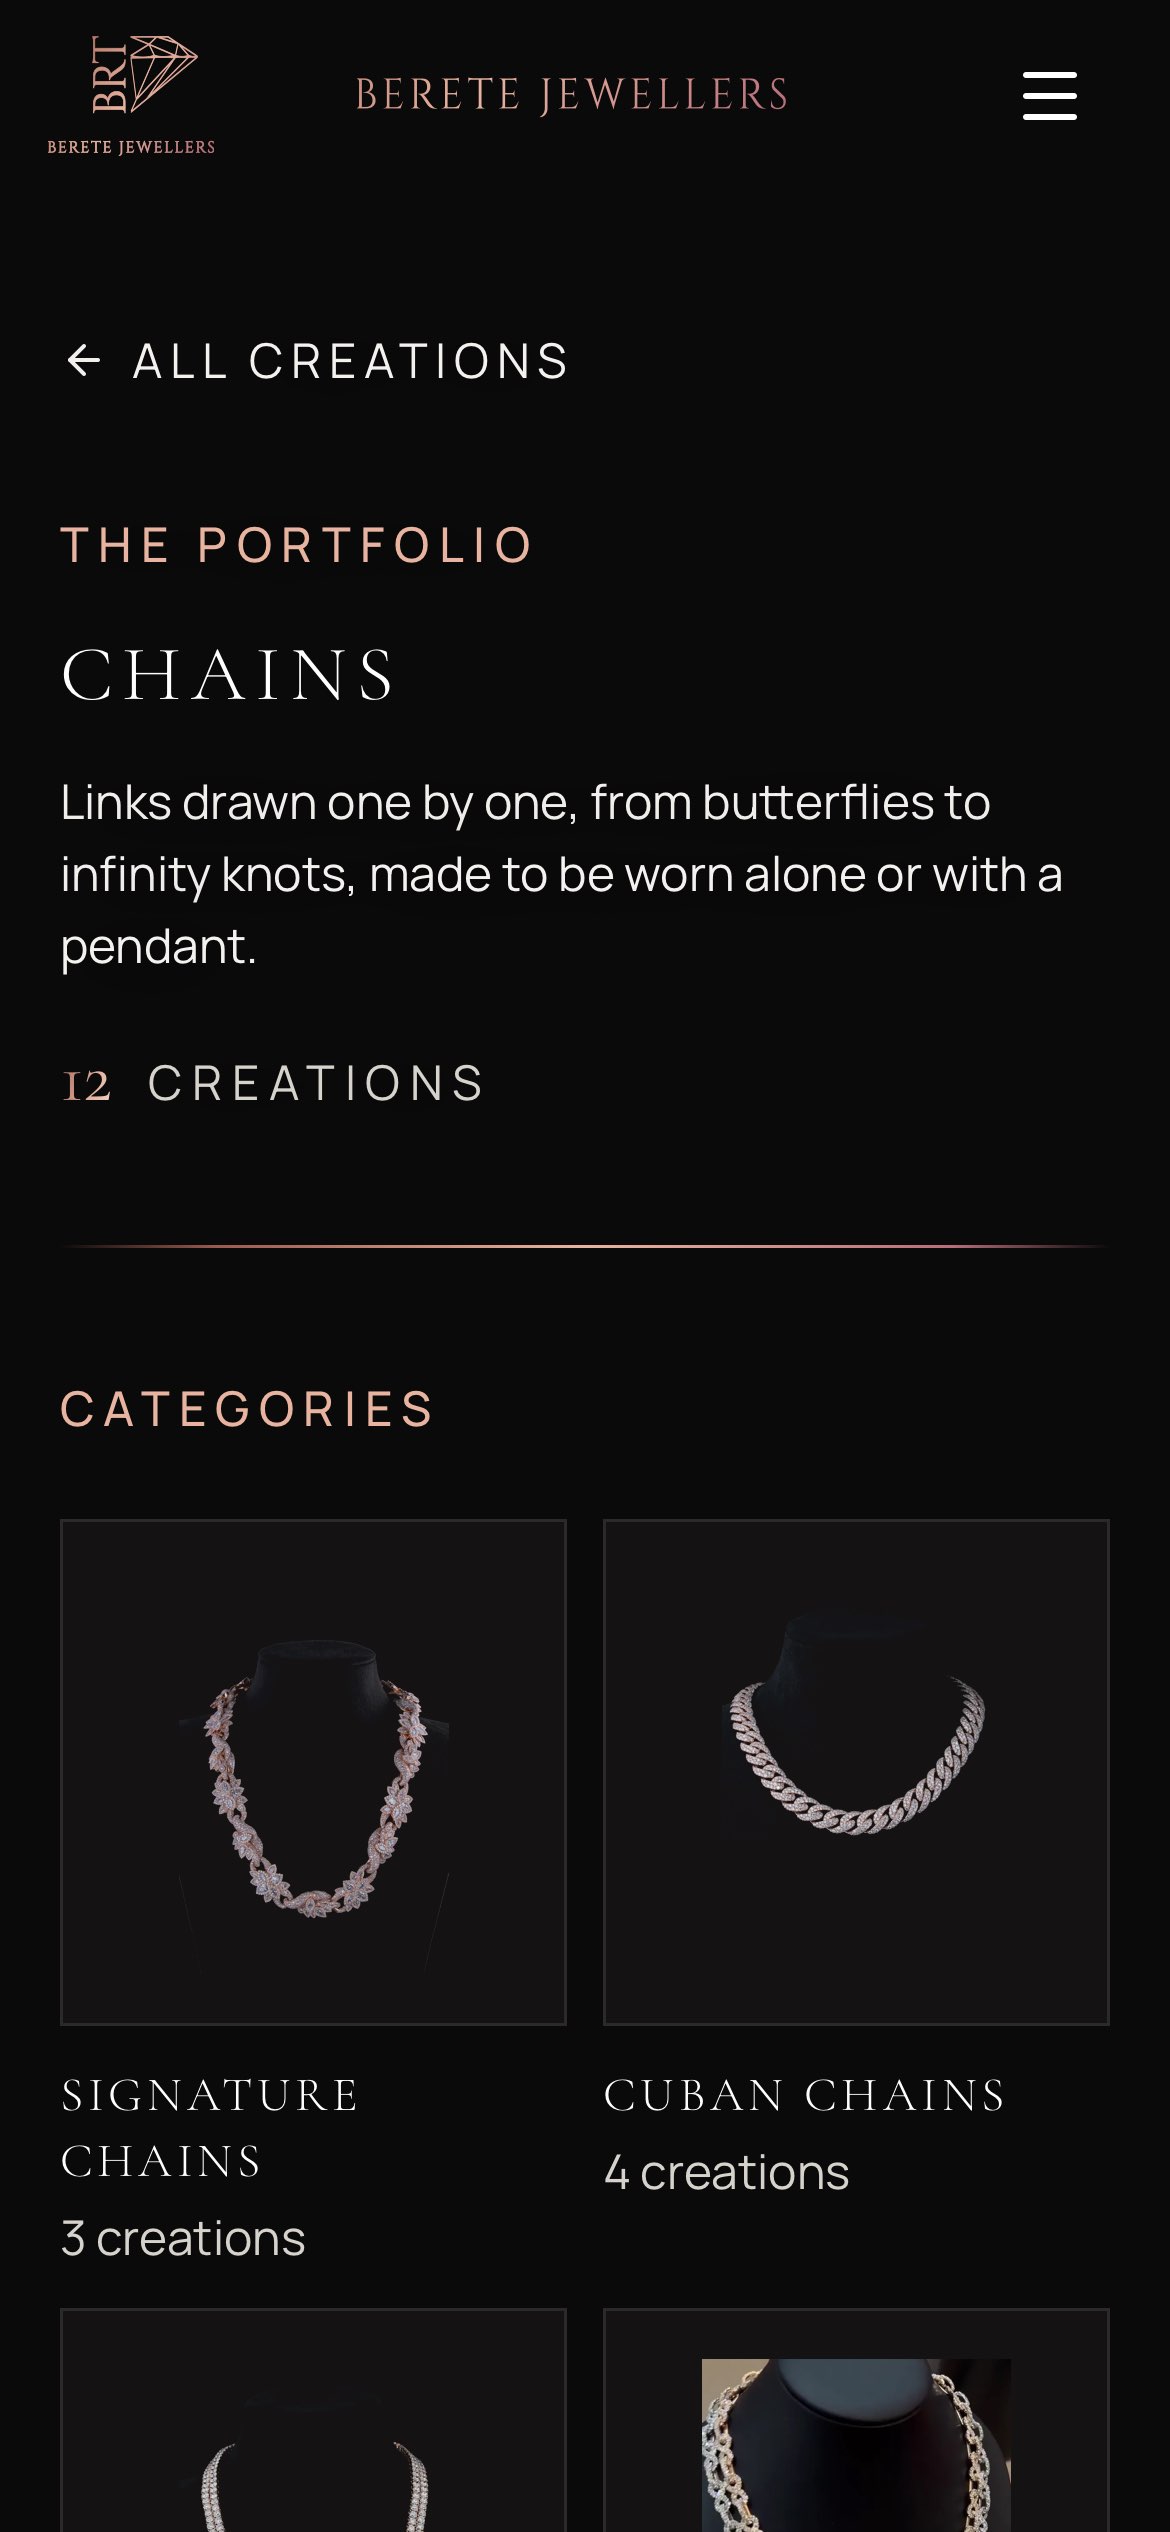 BRT
BERETE JEWELLERS
BERETE JEWELLERS
ALL CREATIONS
THE PORTFOLIO
CHAINS
Links drawn one by one, from butterflies to
infinity knots, made to be worn alone or with a
pendant.
12 CREATIONS
CATEGORIES
SIGNATURE
CHAINS
3 creations
CUBAN CHAINS
4 creations